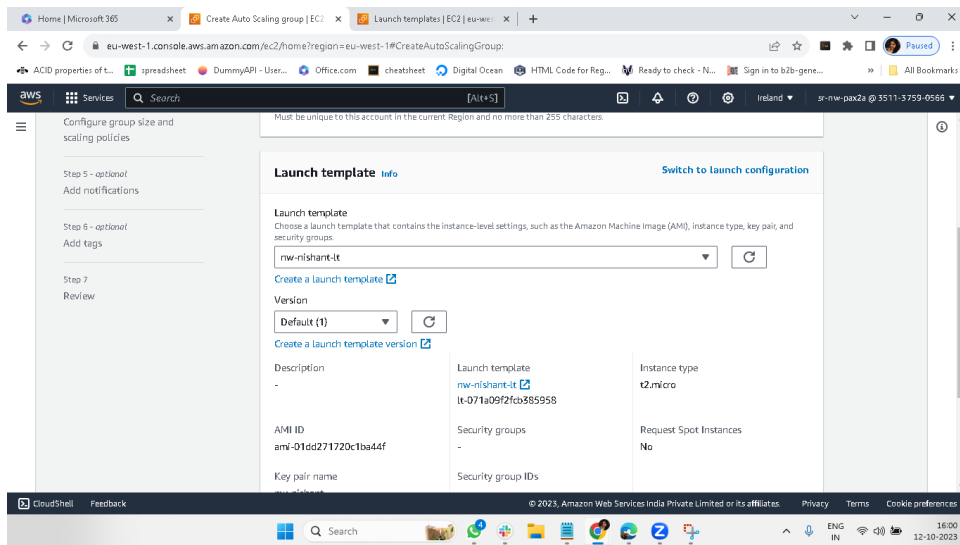 Home | Microsoft 365
Create Auto Scaling group | EC2
Launch templates | EC2 | eu-wes
eu-west-1.console.aws.amazon.com/ec2/home?region=eu-west-1#CreateAutoScalingGroup:
Paused
ACID properties of t... spreadsheet DummyAPI - User... Office.com cheatsheet Digital Ocean HTML Code for Reg... Ready to check - N... Sign in to b2b-gene... » All Bookmarks
aws Services Search [Alt+S] Ireland sr-nw-pax2a @ 3511-3759-0566
Configure group size and
scaling policies
Step 5 - optional
Add notifications
Step 6 - optional
Add tags
Step 7
Review
Must be unique to this account in the current Region and no more than 255 characters.
Launch template Info
Switch to launch configuration
Launch template
Choose a launch template that contains the instance-level settings, such as the Amazon Machine Image (AMI), instance type, key pair, and
security groups.
nw-nishant-lt
Create a launch template
Version
Default (1)
Create a launch template version
Description
-
Launch template
nw-nishant-lt
lt-071a09f2fcb385958
Instance type
t2.micro
AMI ID
ami-01dd271720c1ba44f
Security groups
-
Request Spot Instances
No
Key pair name
Security group IDs
CloudShell Feedback © 2023, Amazon Web Services India Private Limited or its affiliates. Privacy Terms Cookie preferences
Search
4
ENG
IN
16:00
12-10-2023